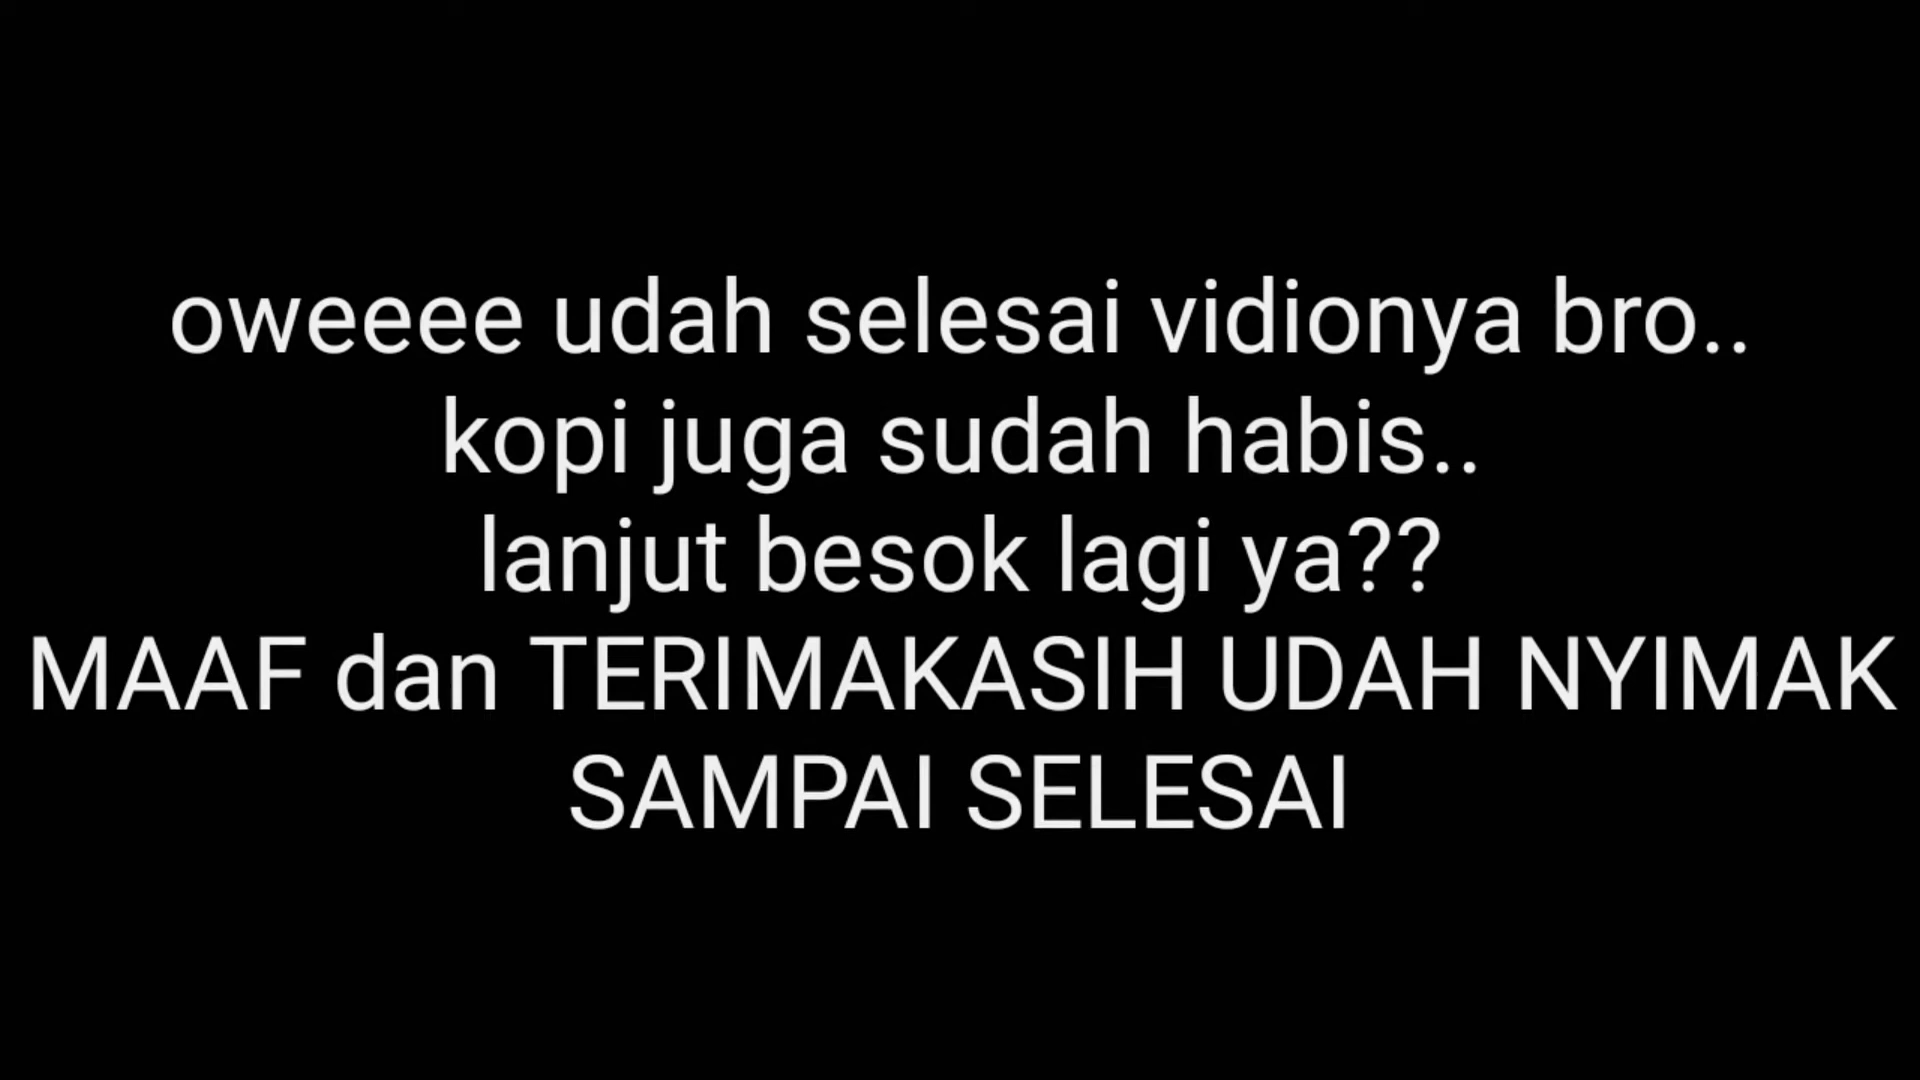 oweeee udah selesai vidionya bro..
kopi juga sudah habis..
lanjut besok lagi ya??
MAAF dan TERIMAKASIH UDAH NYIMAK
SAMPAI SELESAI